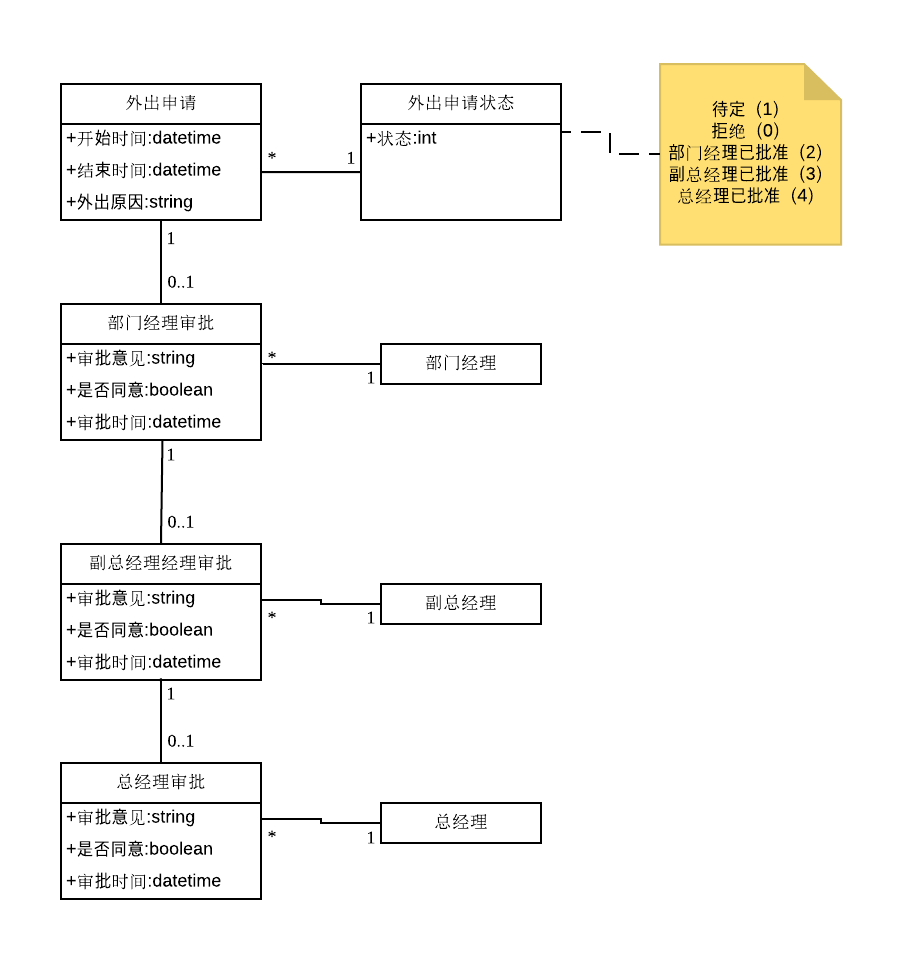 外出申请
+开始时间:datetime
+结束时间:datetime
+外出原因:string
*
1
外出申请状态
+状态:int
待定（1）
拒绝（0）
部门经理已批准（2）
副总经理已批准（3）
总经理已批准（4）
1
0..1
部门经理审批
+审批意见:string
+是否同意:boolean
+审批时间:datetime
*
1
部门经理
1
0..1
副总经理经理审批
+审批意见:string
+是否同意:boolean
+审批时间:datetime
*
1
副总经理
1
0..1
总经理审批
+审批意见:string
+是否同意:boolean
+审批时间:datetime
*
1
总经理